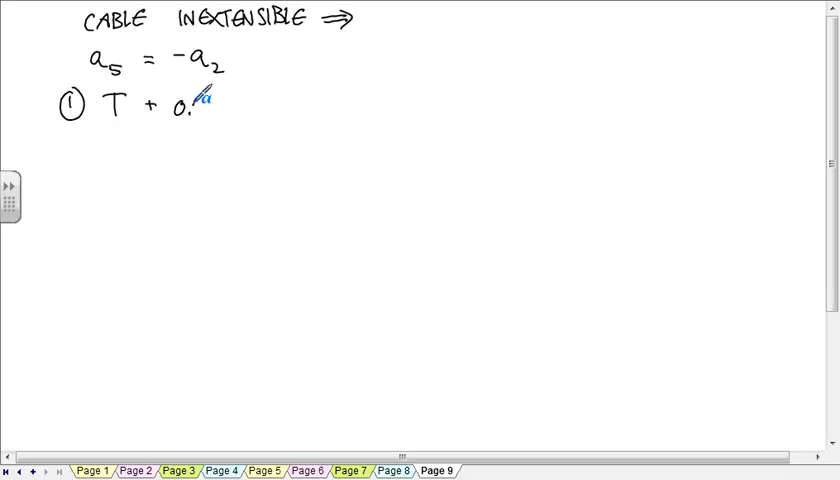 CABLE INEXTENSIBLE ⇒
a₅ = -a₂
① T + 0.
Page 1 Page 2 Page 3 Page 4 Page 5 Page 6 Page 7 Page 8 Page 9